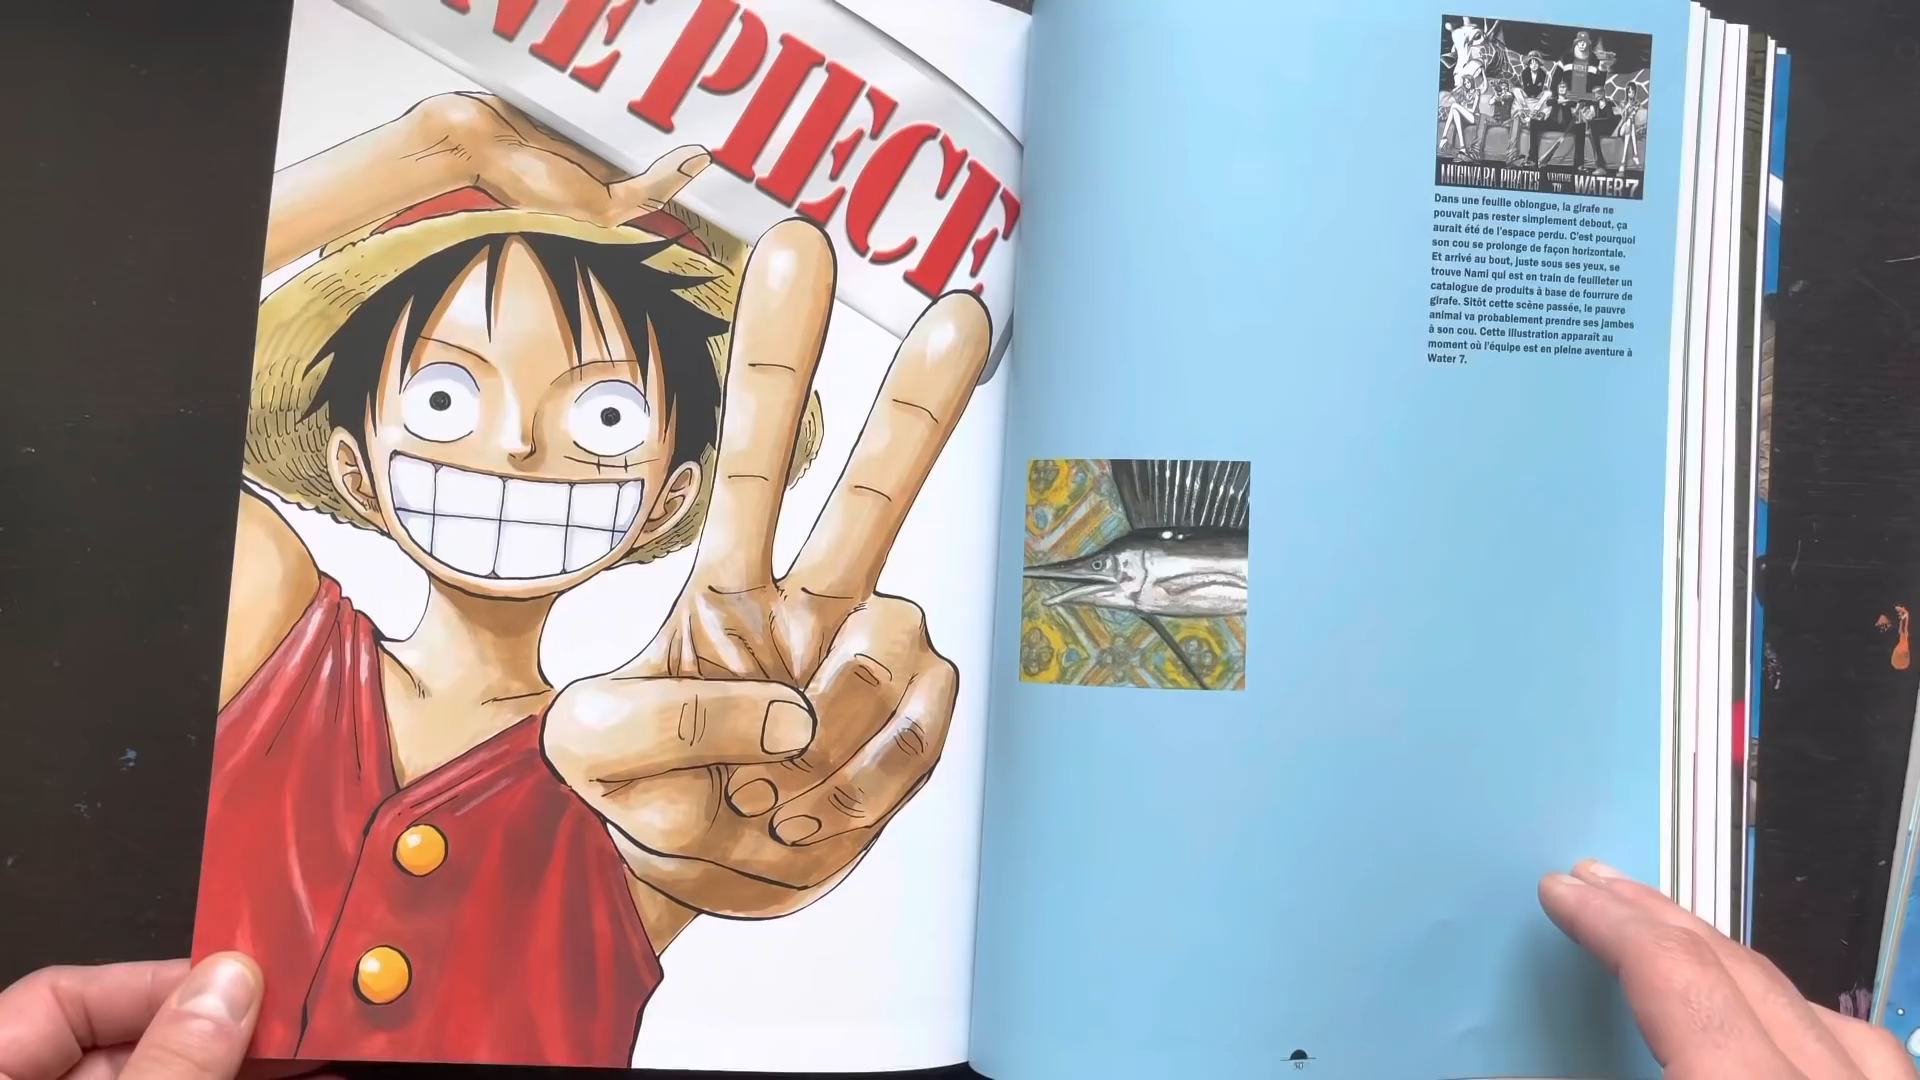 NE PIECE
MUGIWARA PIRATES VENTURE TO WATER 7
Dans une feuille oblongue, la girafe ne
pouvait pas rester simplement debout, ça
aurait été de l'espace perdu. C'est pourquoi
son cou se prolonge de façon horizontale.
Et arrivé au bout, juste sous ses yeux, se
trouve Nami qui est en train de feuilleter un
catalogue de produits à base de fourrure de
girafe. Sitôt cette scène passée, le pauvre
animal va probablement prendre ses jambes
à son cou. Cette illustration apparaît au
moment où l'équipe est en pleine aventure à
Water 7.
50